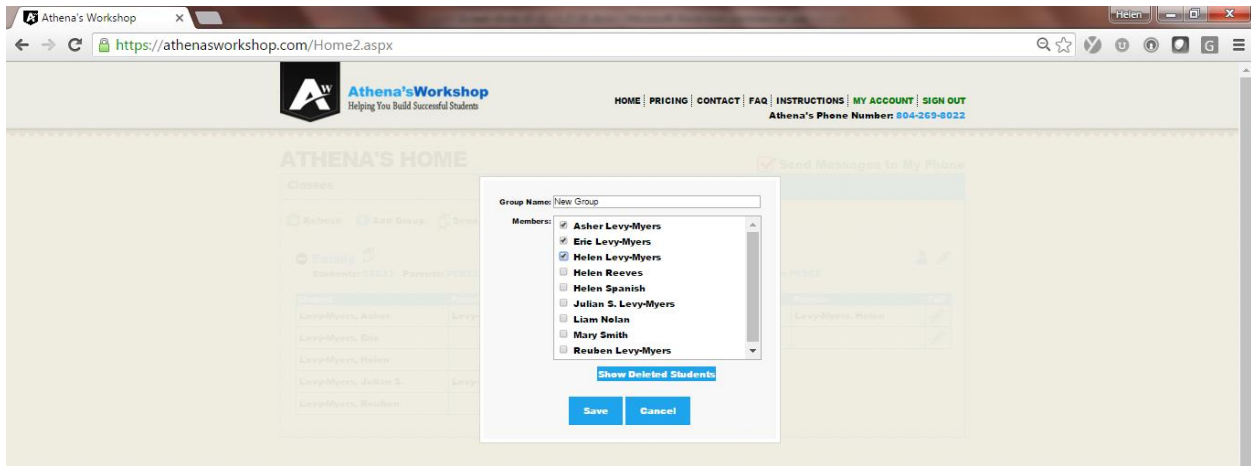 Athena's Workshop
Helen
https://athenasworkshop.com/Home2.aspx
AW
Athena'sWorkshop
Helping You Build Successful Students
HOME PRICING CONTACT FAQ INSTRUCTIONS MY ACCOUNT SIGN OUT
Athena's Phone Number: 804-269-8022
ATHENA'S HOME
Send Messages to My Phone
Classes
Refresh Add Group Send
Group Name: New Group
Members:
Asher Levy-Myers
Eric Levy-Myers
Helen Levy-Myers
Helen Reeves
Helen Spanish
Julian S. Levy-Myers
Liam Nolan
Mary Smith
Reuben Levy-Myers
Show Deleted Students
Save Cancel
Family
Students: Parents:
Levy-Myers, Asher
Levy-Myers, Helen
Levy-Myers, Eric
Levy-Myers, Helen
Levy-Myers, Julian S.
Levy-Myers, Reuben